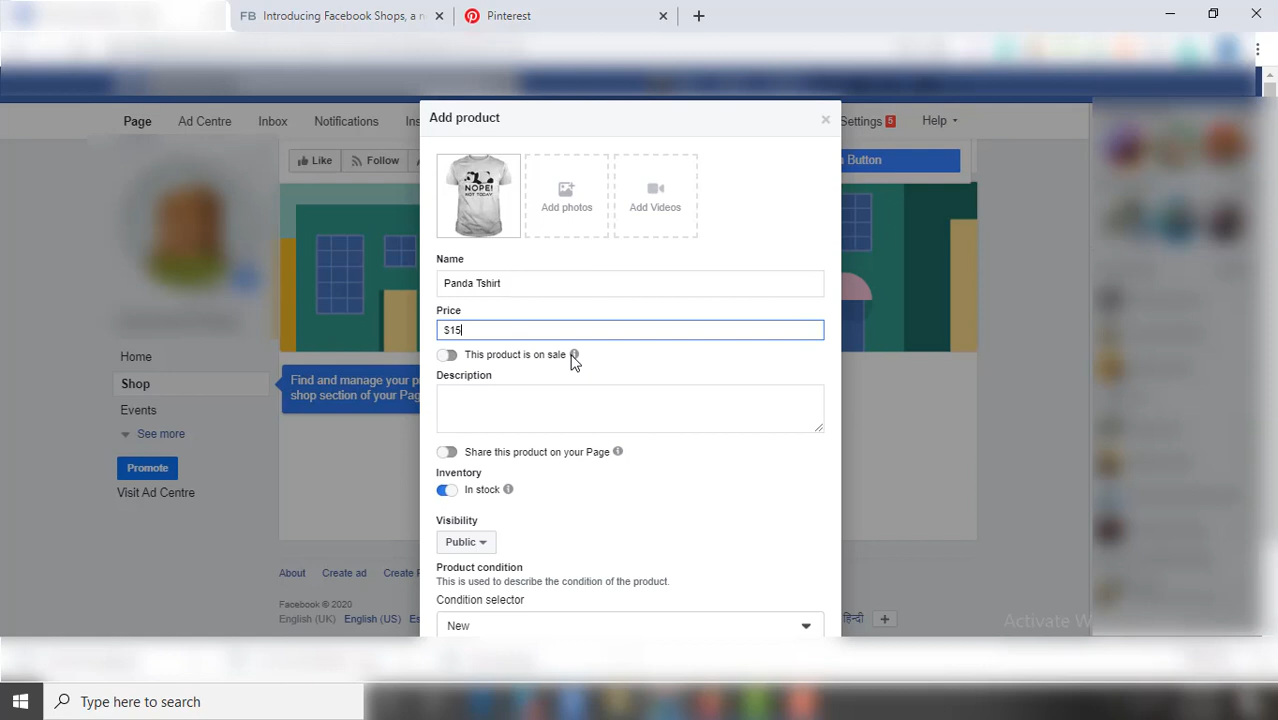 FB Introducing Facebook Shops, a r
Pinterest
Page Ad Centre Inbox Notifications Settings 5 Help
Add product
Like Follow Button
NOPE!
NOT TODAY
Add photos
Add Videos
Name
Panda Tshirt
Price
$15
This product is on sale
Home
Shop
Events
See more
Promote
Visit Ad Centre
Find and manage your
shop section of your Pag
Description
Share this product on your Page
Inventory
In stock
Visibility
Public
Product condition
This is used to describe the condition of the product.
Condition selector
New
About Create ad Create
Facebook © 2020
English (UK) English (US) हिन्दी
Activate W
Type here to search